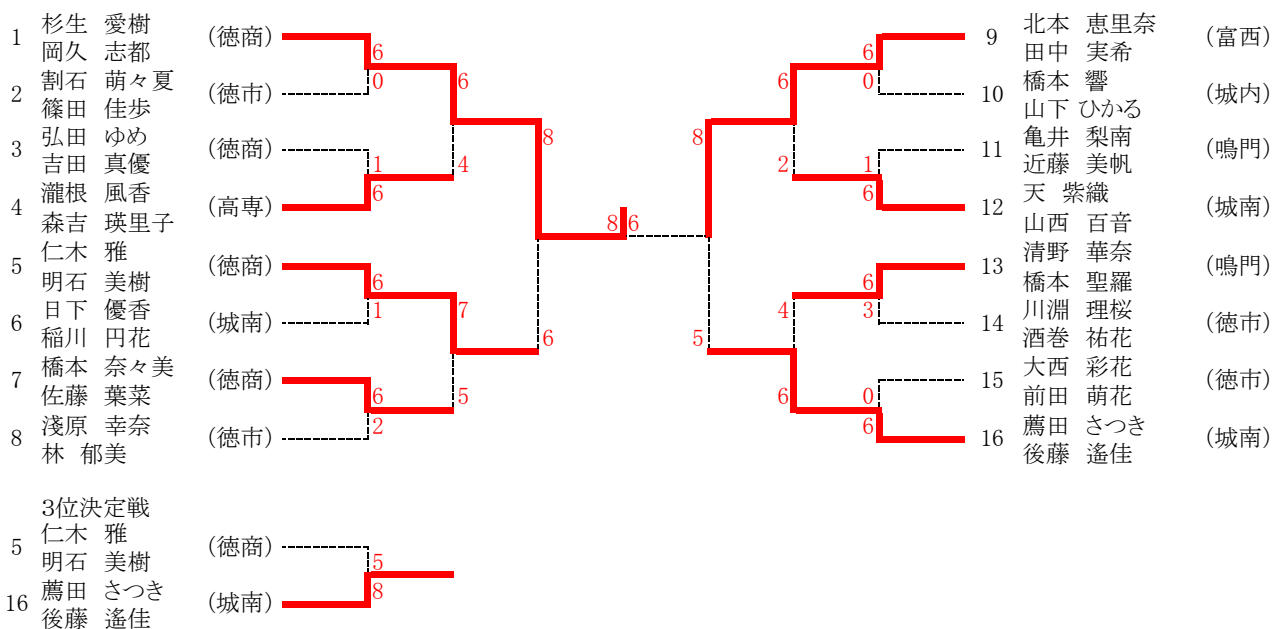 1 杉生 愛樹 (徳商)
岡久 志都
2 割石 萌々夏 (徳市)
篠田 佳歩
3 弘田 ゆめ (徳商)
吉田 真優
4 瀧根 風香 (高専)
森吉 瑛里子
5 仁木 雅 (徳商)
明石 美樹
6 日下 優香 (城南)
稲川 円花
7 橋本 奈々美 (徳商)
佐藤 葉菜
8 淺原 幸奈 (徳市)
林 郁美
6
0
1
6
6
1
6
2
6
4
7
5
8
6
8 6
8
5
6
2
4
6
6
0
1
6
6
3
0
6
9 北本 恵里奈 (富西)
田中 実希
10 橋本 響 (城内)
山下 ひかる
11 亀井 梨南 (鳴門)
近藤 美帆
12 天 紫織 (城南)
山西 百音
13 清野 華奈 (鳴門)
橋本 聖羅
14 川淵 理桜 (徳市)
酒巻 祐花
15 大西 彩花 (徳市)
前田 萌花
16 薦田 さつき (城南)
後藤 遙佳
3位決定戦
5 仁木 雅 (徳商)
明石 美樹
16 薦田 さつき (城南)
後藤 遙佳
5
8